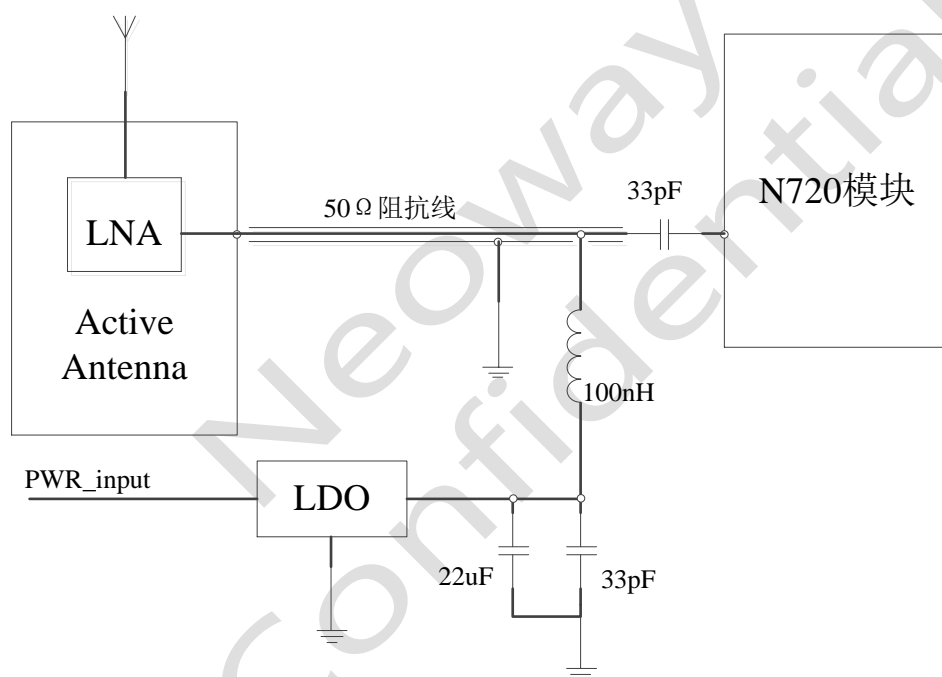 Neoway
Confidential
LNA
Active
Antenna
50Ω阻抗线
33pF
N720模块
100nH
PWR_input
LDO
22uF
33pF